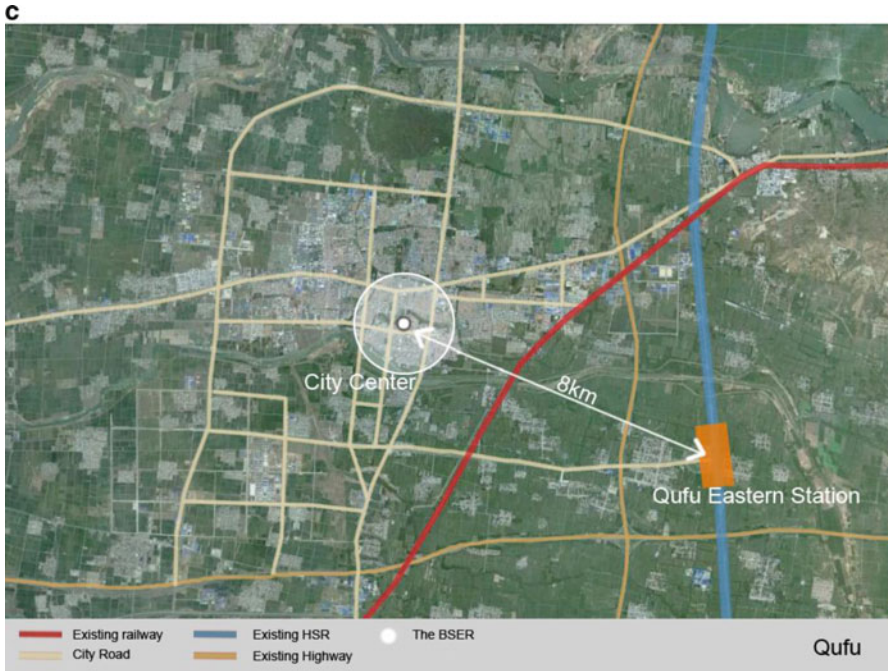 c
City Center
8km
Qufu Eastern Station
Existing railway
Existing HSR
The BSER
City Road
Existing Highway
Qufu